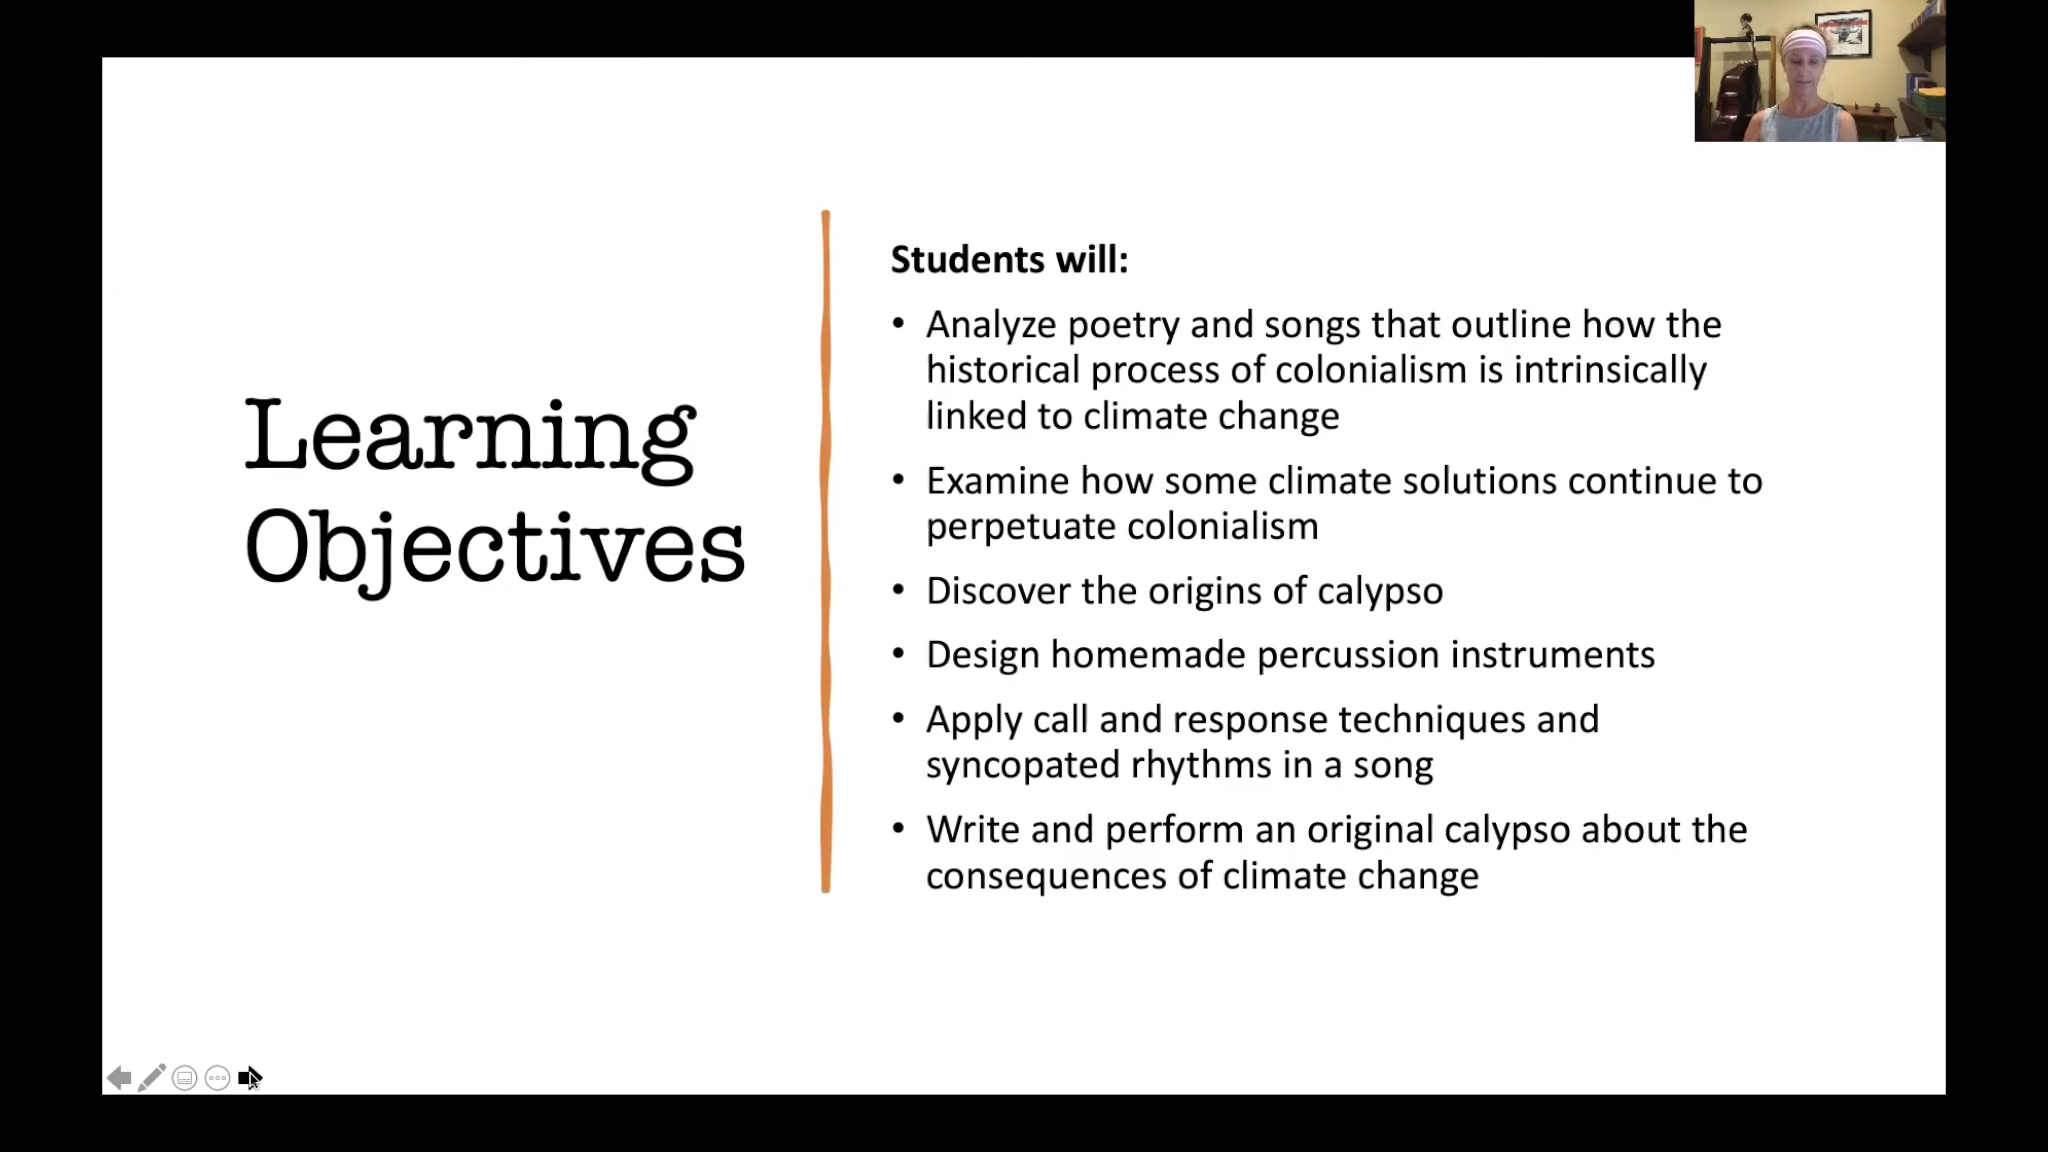 Learning
Objectives
Students will:
• Analyze poetry and songs that outline how the
historical process of colonialism is intrinsically
linked to climate change
• Examine how some climate solutions continue to
perpetuate colonialism
• Discover the origins of calypso
• Design homemade percussion instruments
• Apply call and response techniques and
syncopated rhythms in a song
• Write and perform an original calypso about the
consequences of climate change